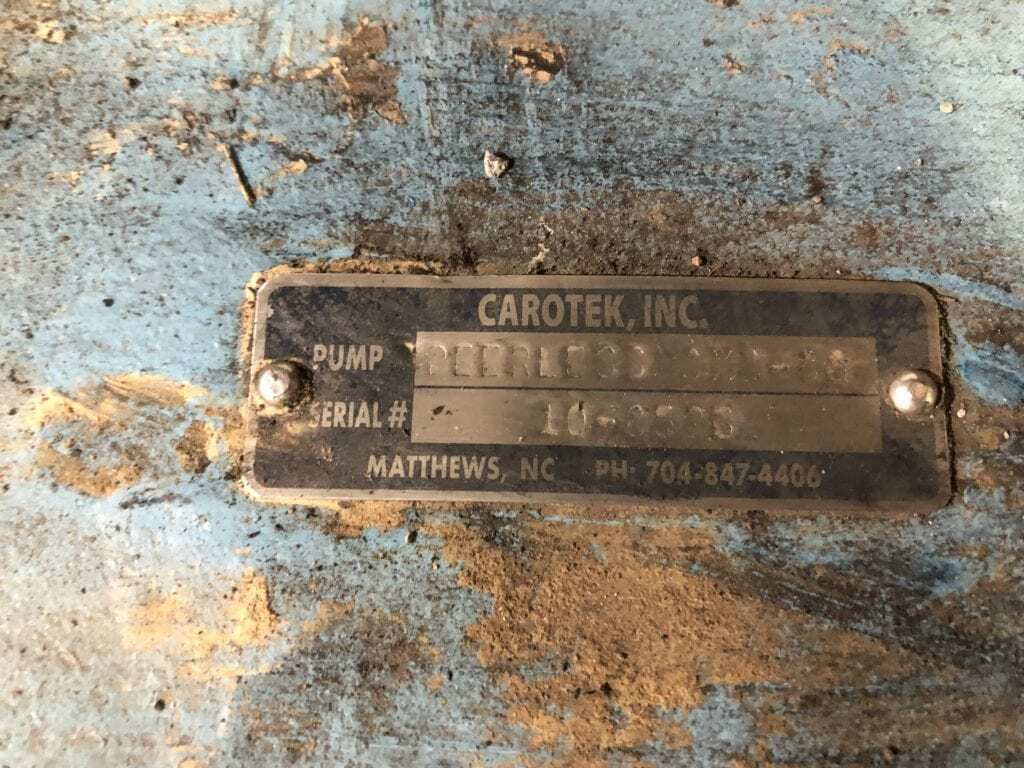 CAROTEK, INC.
PUMP PEERLESS
SERIAL #
MATTHEWS, NC PH: 704-847-4406